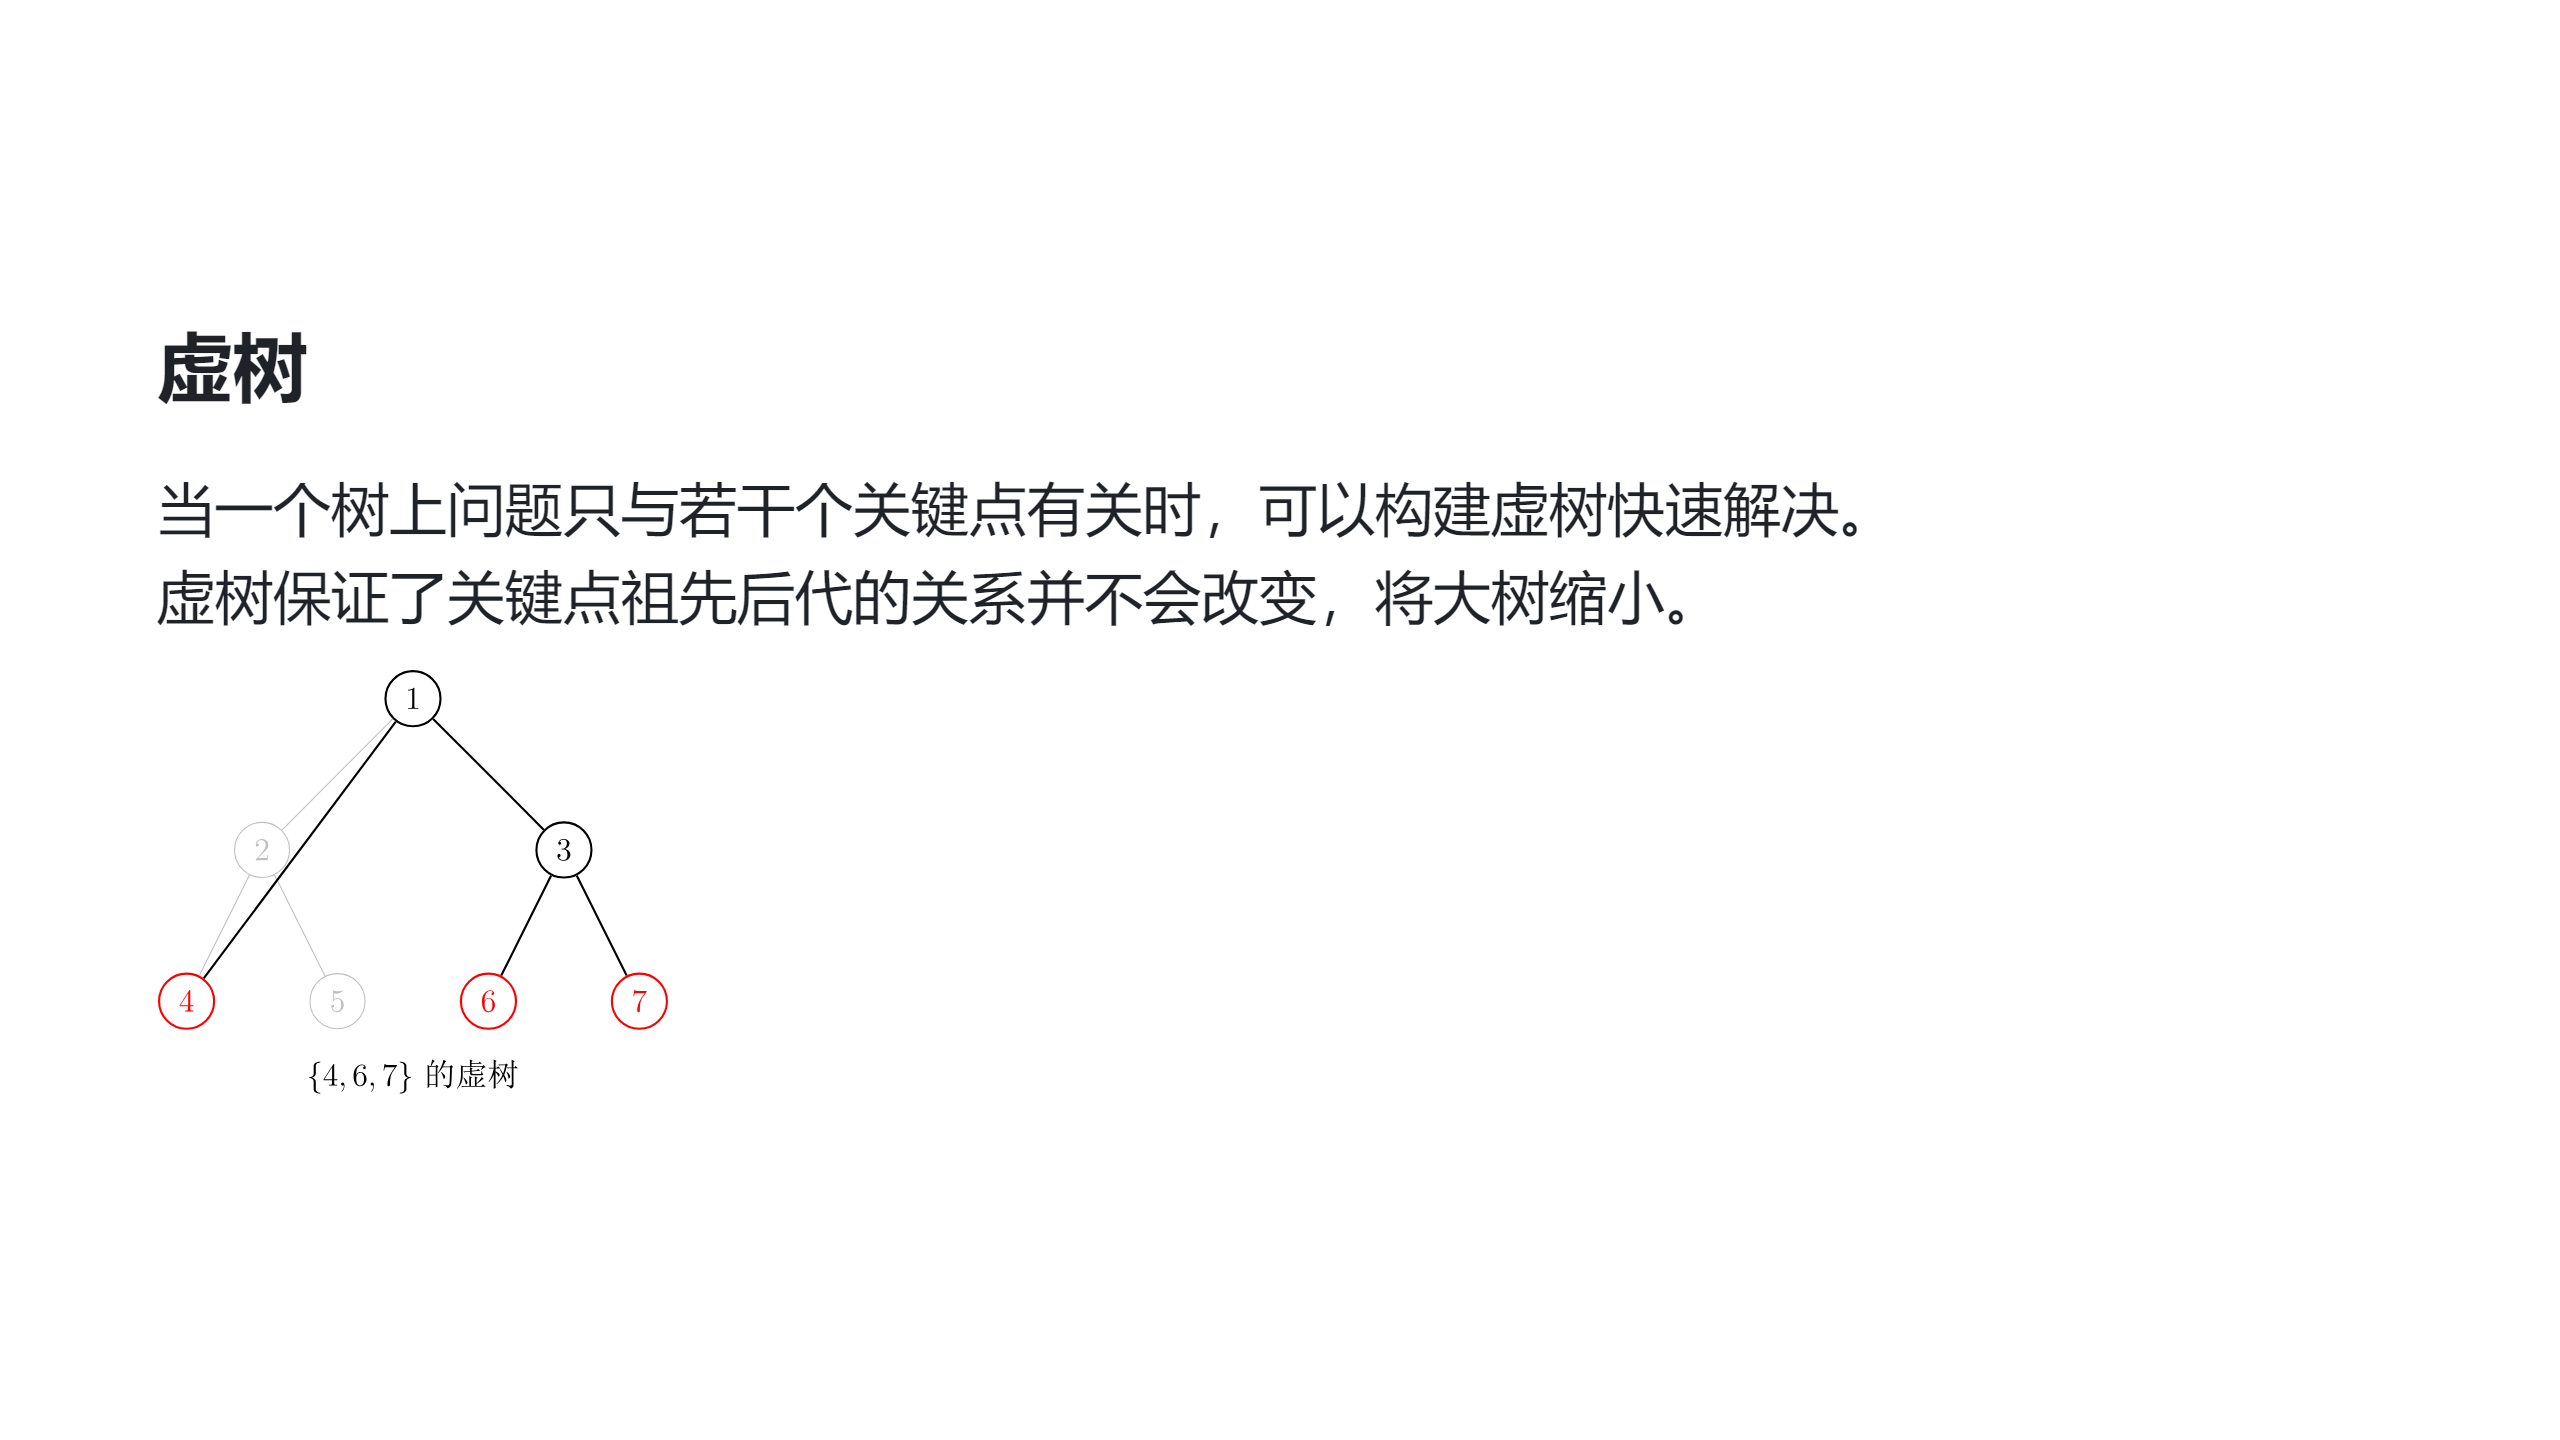 虚树
当一个树上问题只与若干个关键点有关时，可以构建虚树快速解决。
虚树保证了关键点祖先后代的关系并不会改变，将大树缩小。
1
2
3
4
5
6
7
{4, 6, 7} 的虚树